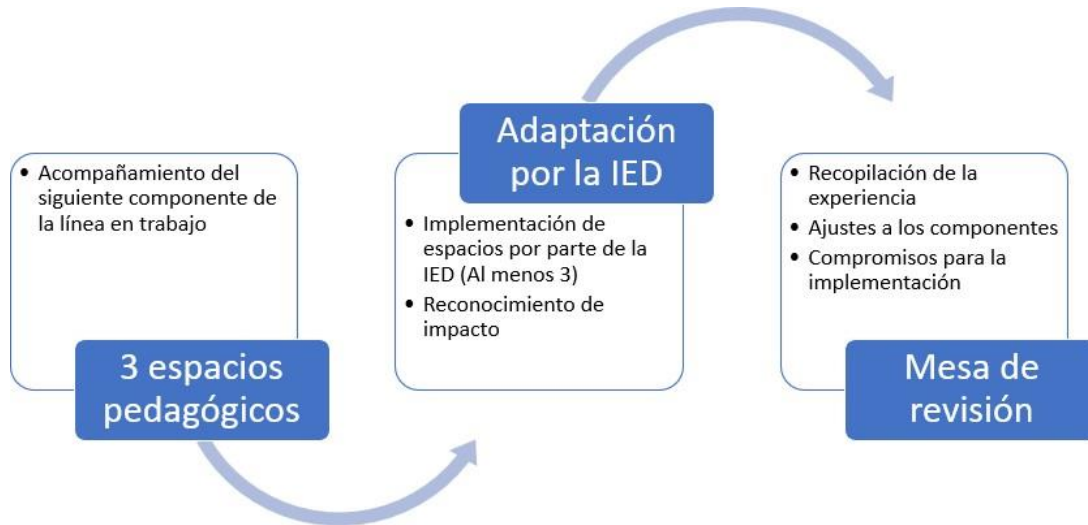 • Acompañamiento del
siguiente componente de
la línea en trabajo
3 espacios
pedagógicos
Adaptación
por la IED
• Implementación de
espacios por parte de la
IED (Al menos 3)
• Reconocimiento de
impacto
• Recopilación de la
experiencia
• Ajustes a los componentes
• Compromisos para la
implementación
Mesa de
revisión